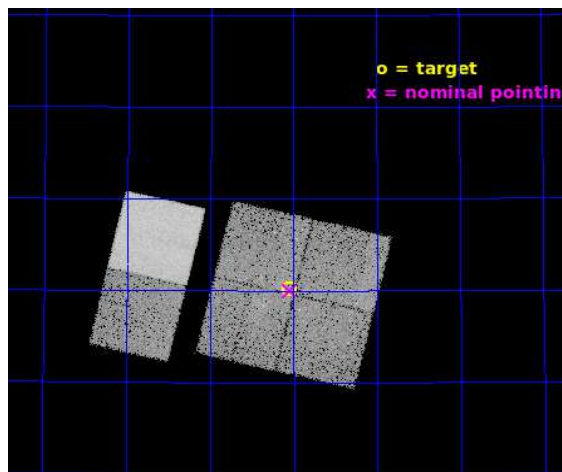 o = target
x = nominal pointin